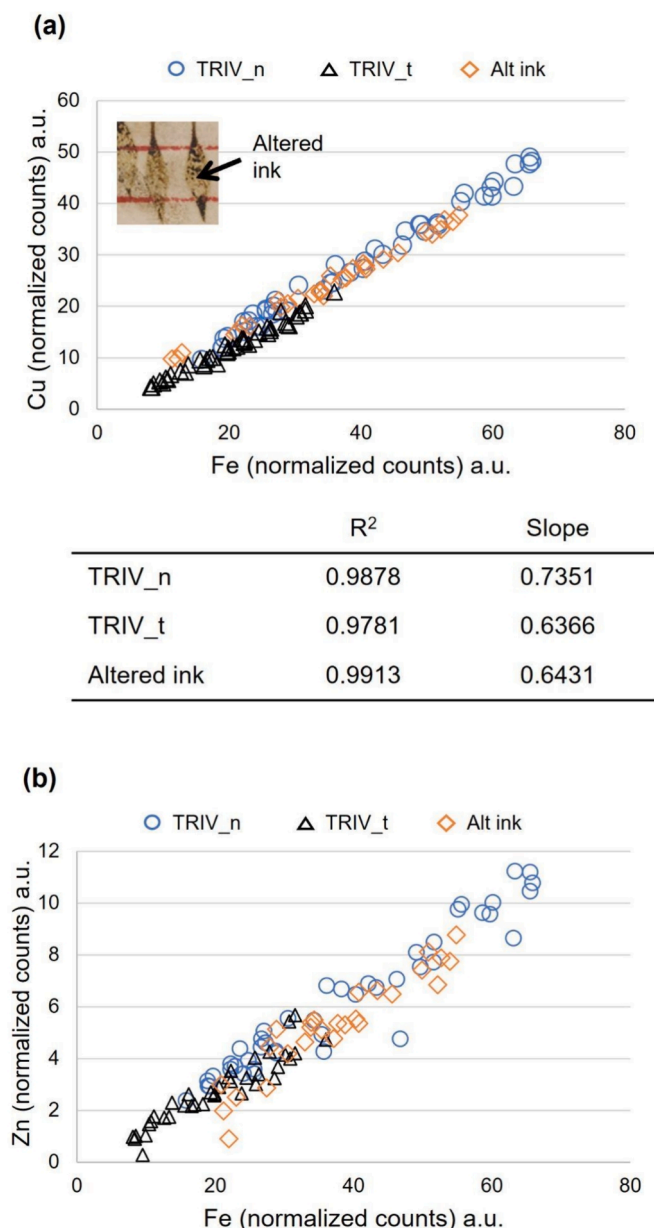 (a)
TRIV_n TRIV_t Alt ink
Cu (normalized counts) a.u.
60
50
40
30
20
10
0
Altered
ink
0 20 40 60 80
Fe (normalized counts) a.u.
R² Slope
TRIV_n 0.9878 0.7351
TRIV_t 0.9781 0.6366
Altered ink 0.9913 0.6431
(b)
TRIV_n TRIV_t Alt ink
Zn (normalized counts) a.u.
12
10
8
6
4
2
0
0 20 40 60 80
Fe (normalized counts) a.u.